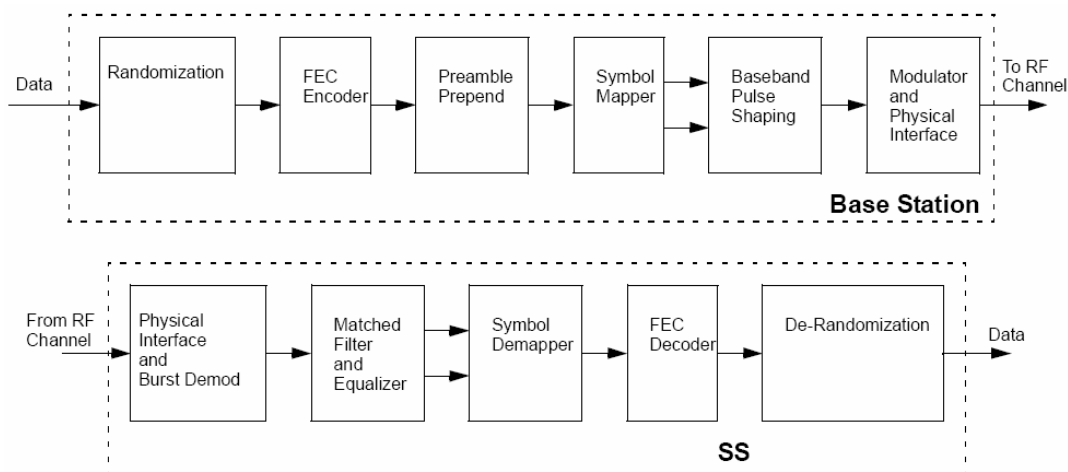 Data
Randomization
FEC
Encoder
Preamble
Prepend
Symbol
Mapper
Baseband
Pulse
Shaping
Modulator
and
Physical
Interface
To RF
Channel
Base Station
From RF
Channel
Physical
Interface
and
Burst Demod
Matched
Filter
and
Equalizer
Symbol
Demapper
FEC
Decoder
De-Randomization
Data
SS